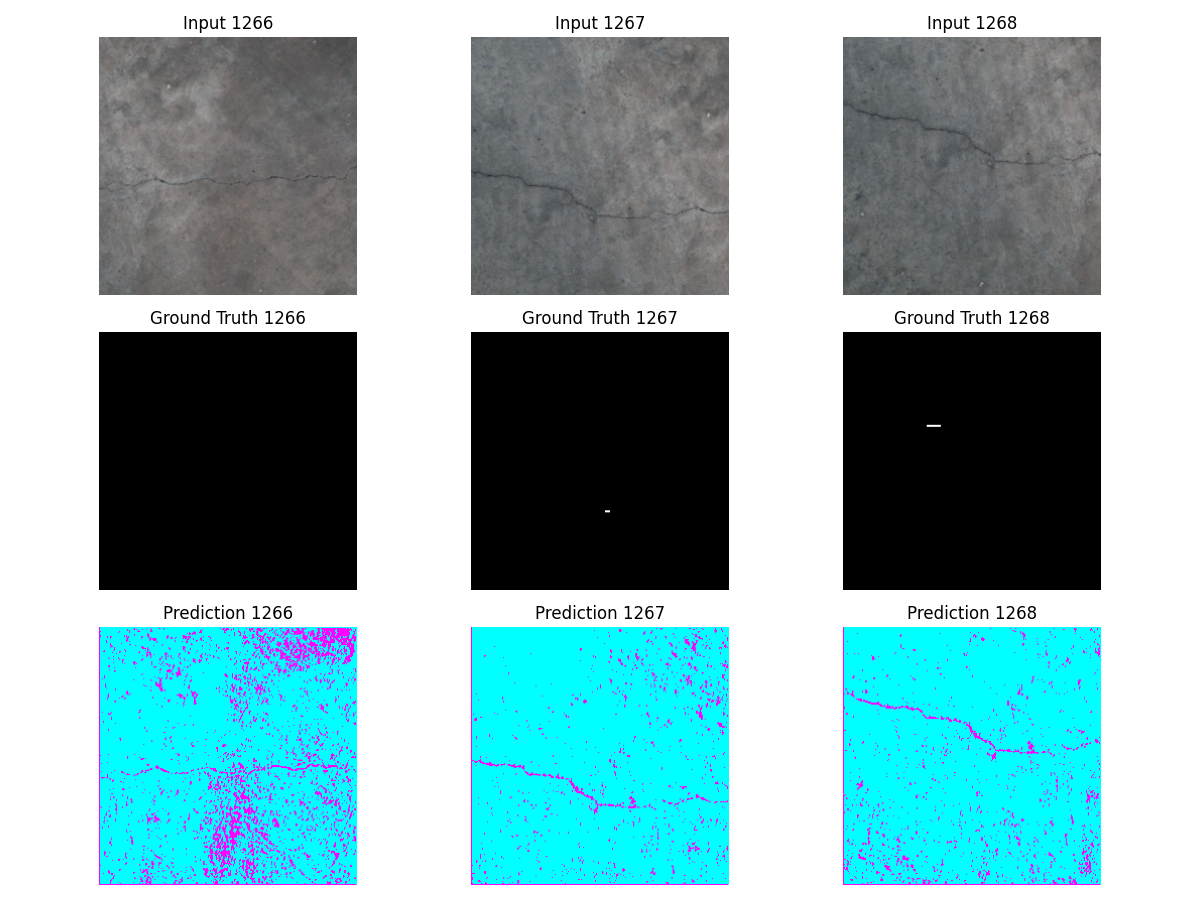 Input 1266
Input 1267
Input 1268
Ground Truth 1266
Ground Truth 1267
Ground Truth 1268
Prediction 1266
Prediction 1267
Prediction 1268